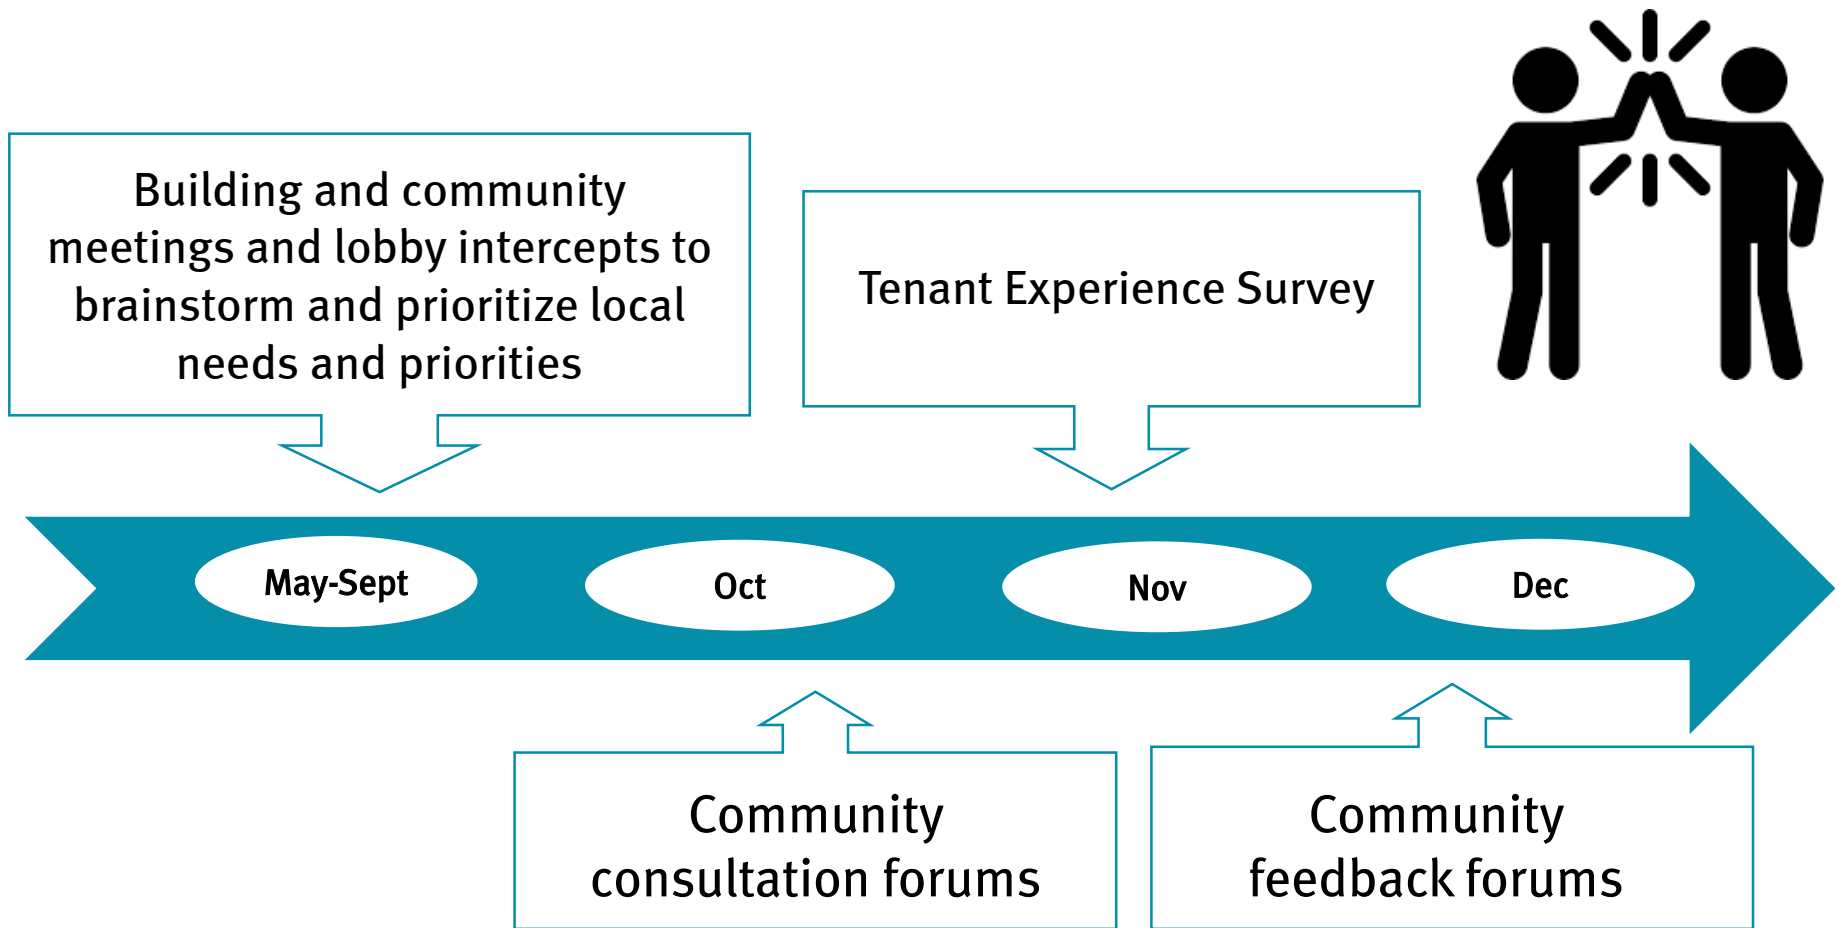 Building and community
meetings and lobby intercepts to
brainstorm and prioritize local
needs and priorities
Tenant Experience Survey
May-Sept
Oct
Nov
Dec
Community
consultation forums
Community
feedback forums